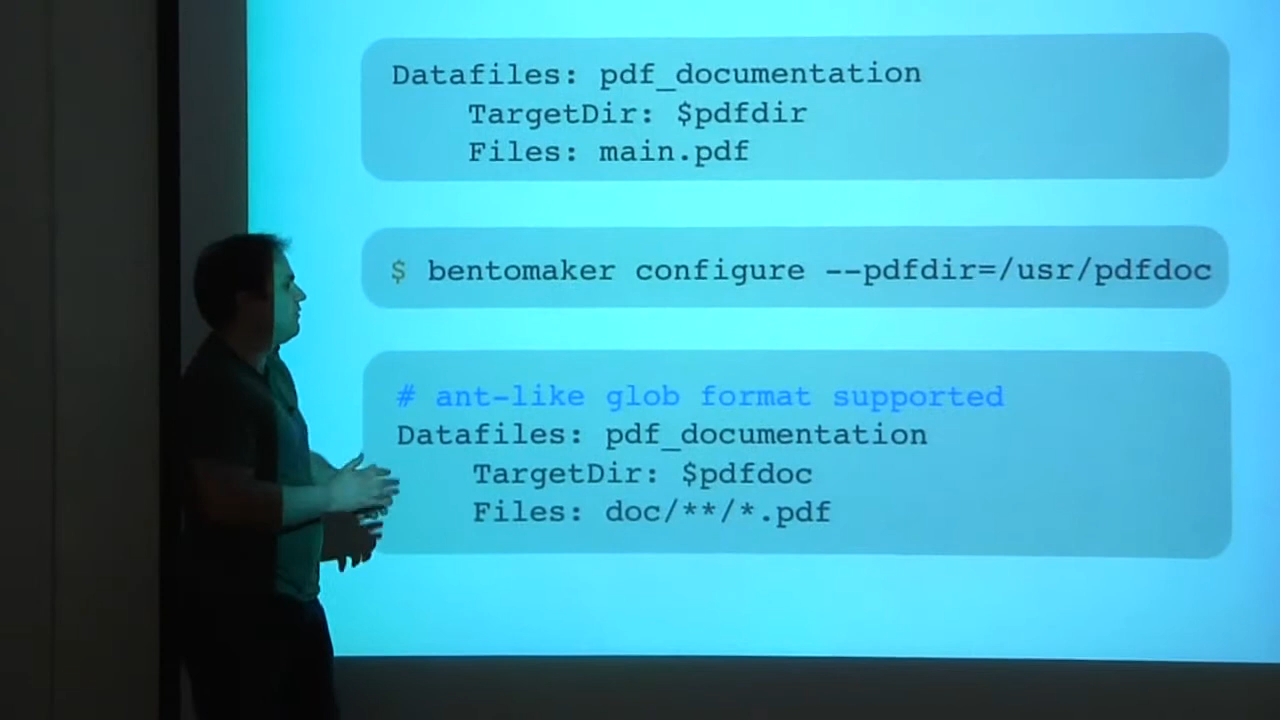 Datafiles: pdf_documentation
TargetDir: $pdfdir
Files: main.pdf
$ bentomaker configure --pdfdir=/usr/pdfdoc
# ant-like glob format supported
Datafiles: pdf_documentation
TargetDir: $pdfdoc
Files: doc/**/*.pdf